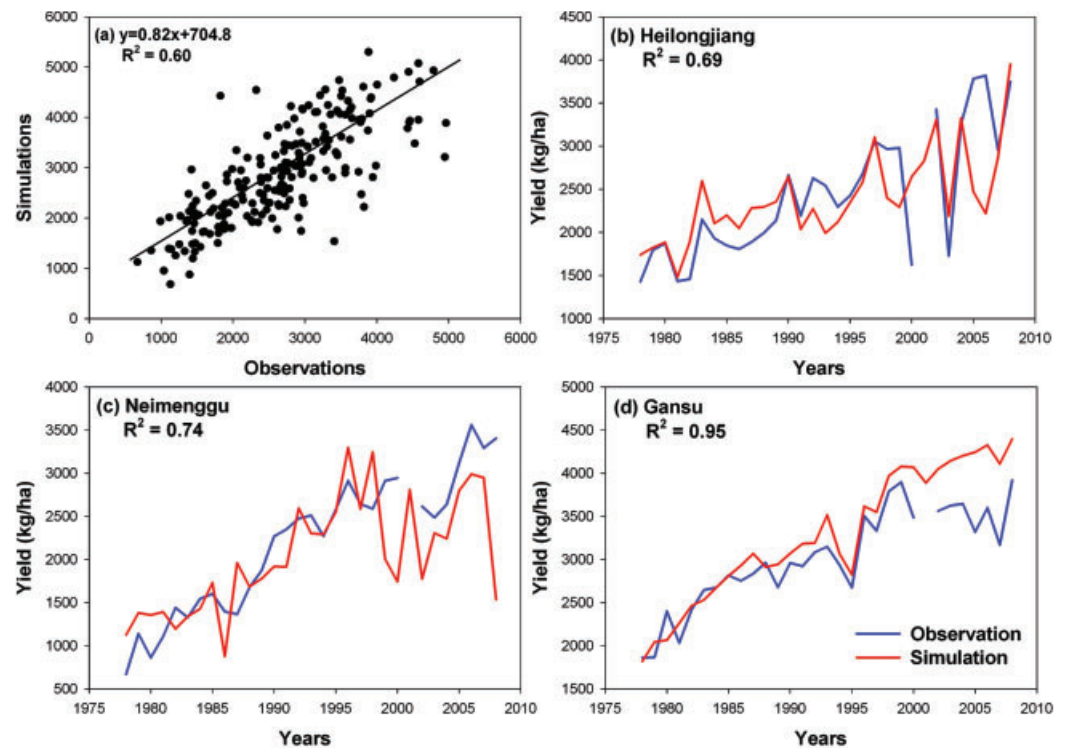 (a) y=0.82x+704.8
R² = 0.60
6000
5000
4000
3000
2000
1000
0
Simulations
0 1000 2000 3000 4000 5000 6000
Observations
(b) Heilongjiang
R² = 0.69
4500
4000
3500
3000
2500
2000
1500
1000
Yield (kg/ha)
1975 1980 1985 1990 1995 2000 2005 2010
Years
(c) Neimenggu
R² = 0.74
4000
3500
3000
2500
2000
1500
1000
500
Yield (kg/ha)
1975 1980 1985 1990 1995 2000 2005 2010
Years
(d) Gansu
R² = 0.95
5000
4500
4000
3500
3000
2500
2000
1500
Yield (kg/ha)
Observation
Simulation
1975 1980 1985 1990 1995 2000 2005 2010
Years